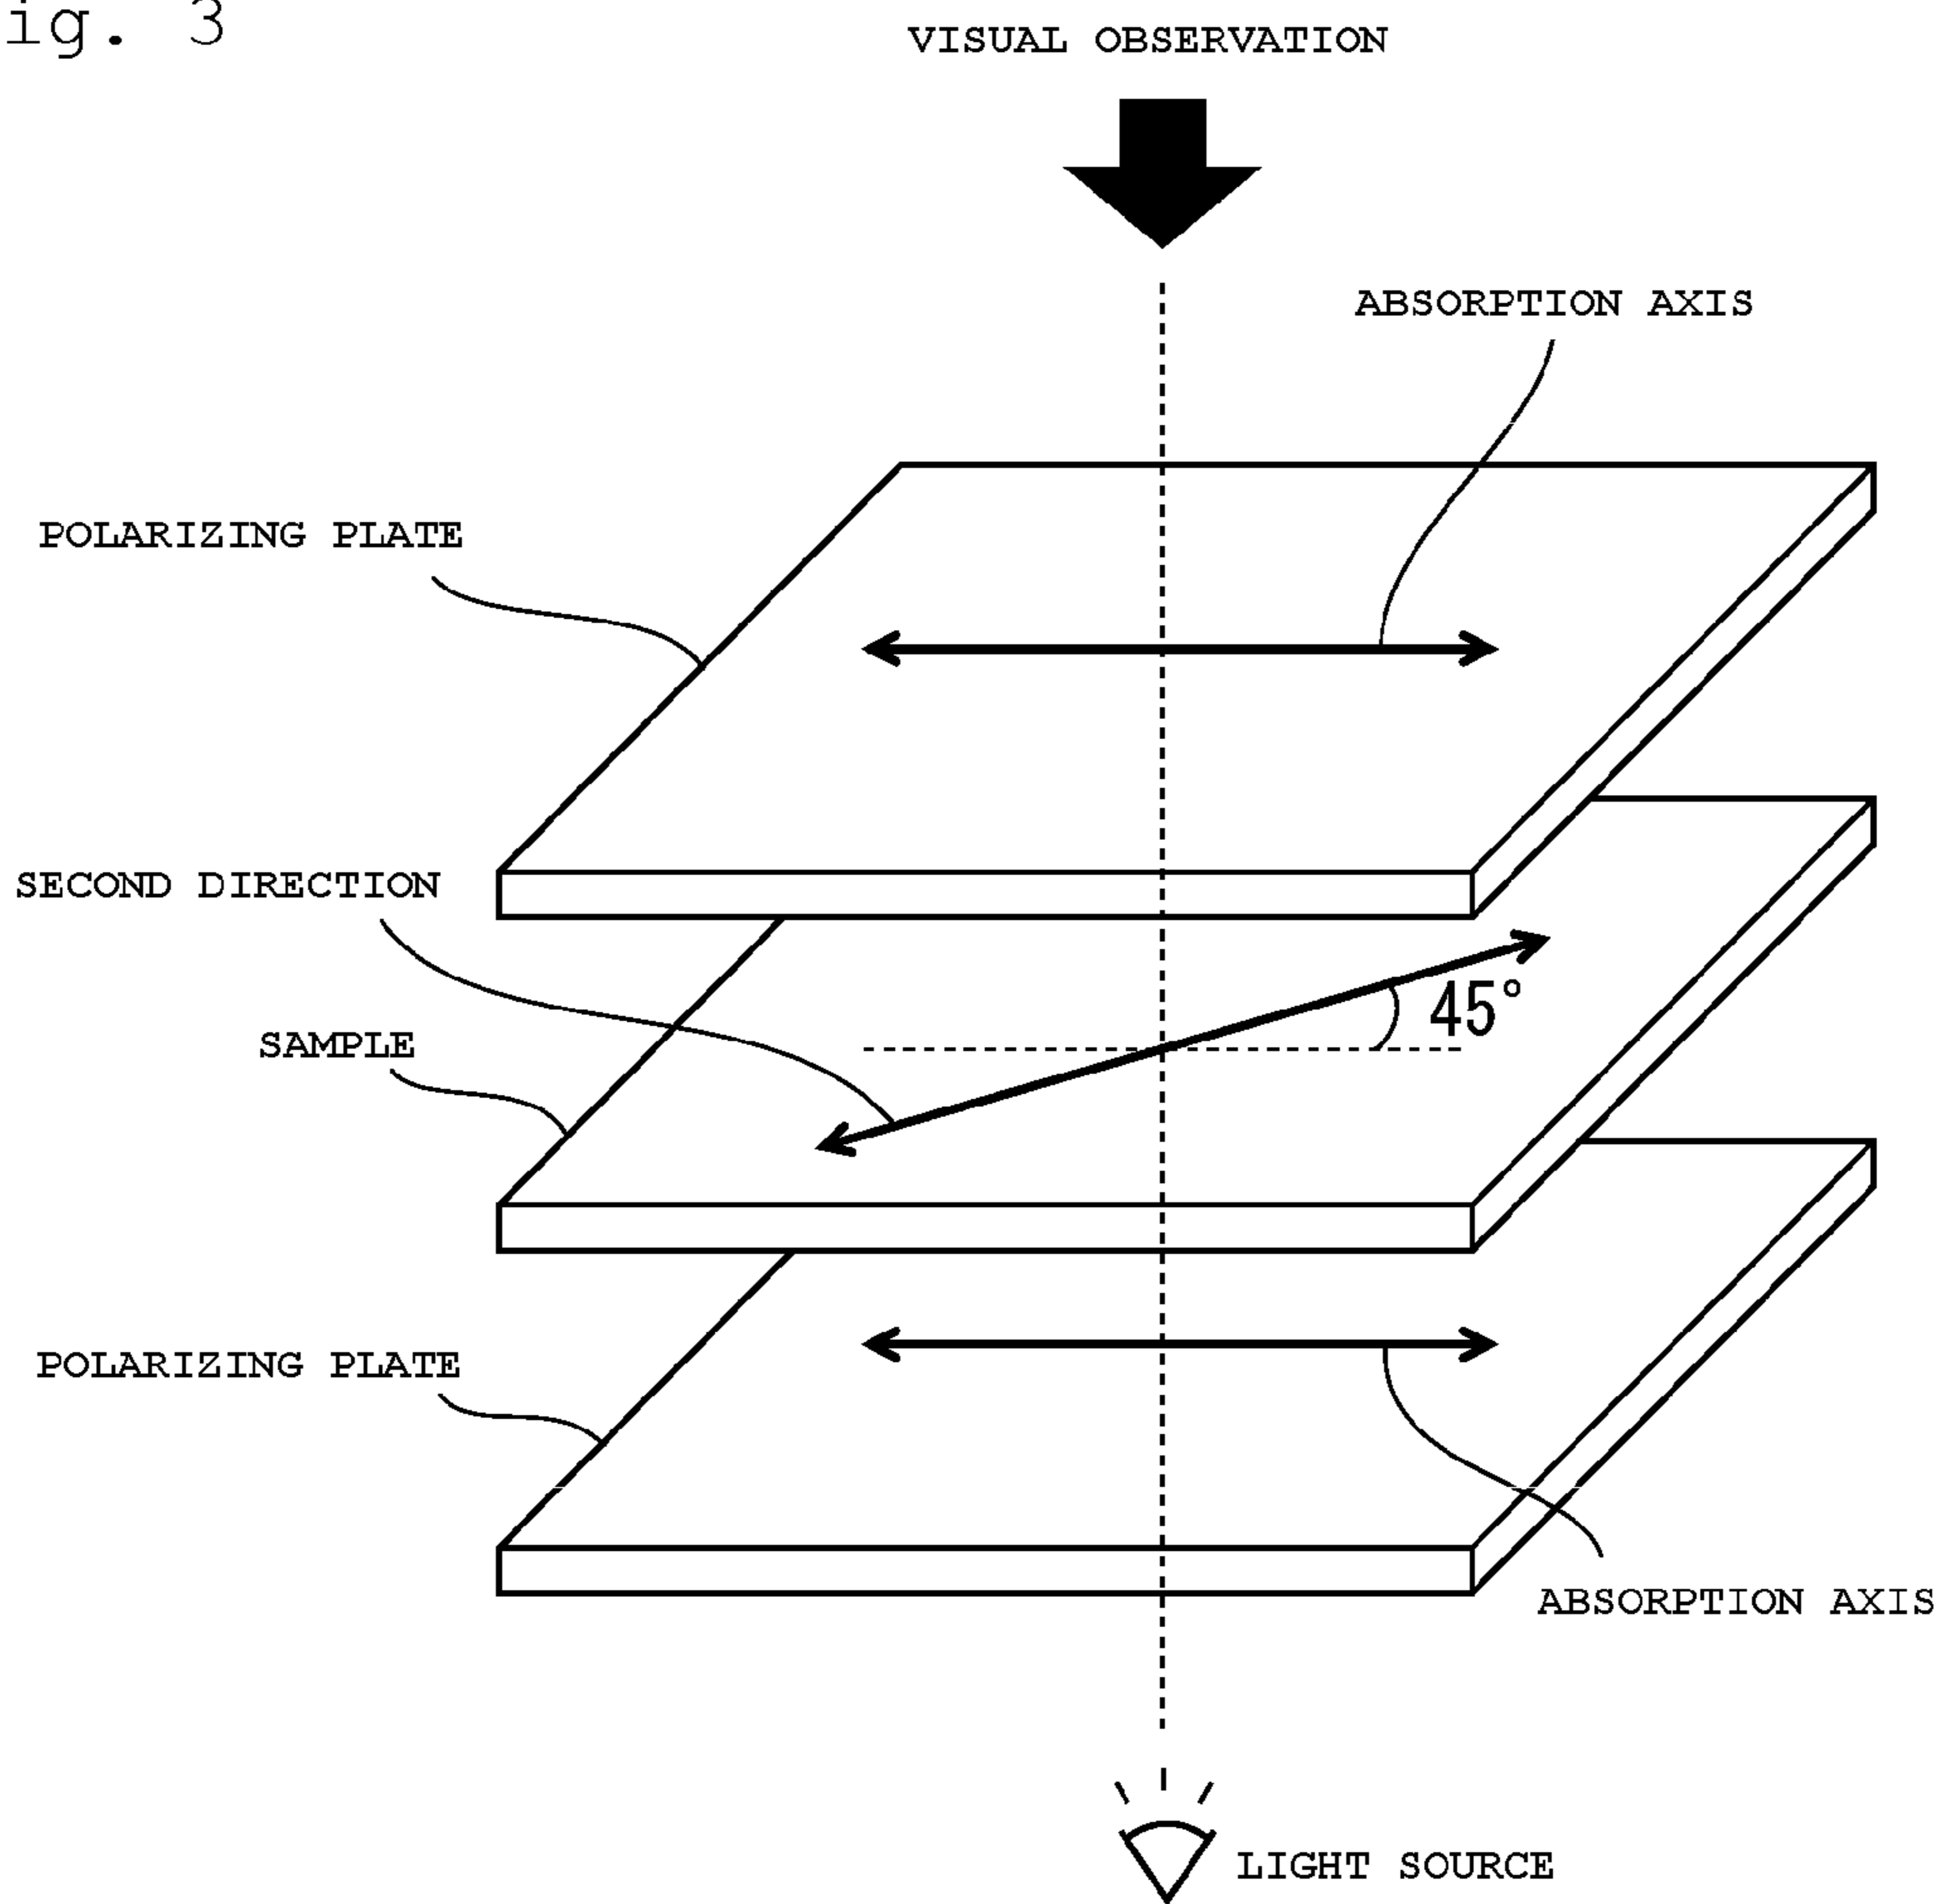 ig. 3
VISUAL OBSERVATION
ABSORPTION AXIS
POLARIZING PLATE
SECOND DIRECTION
45°
SAMPLE
POLARIZING PLATE
ABSORPTION AXIS
LIGHT SOURCE